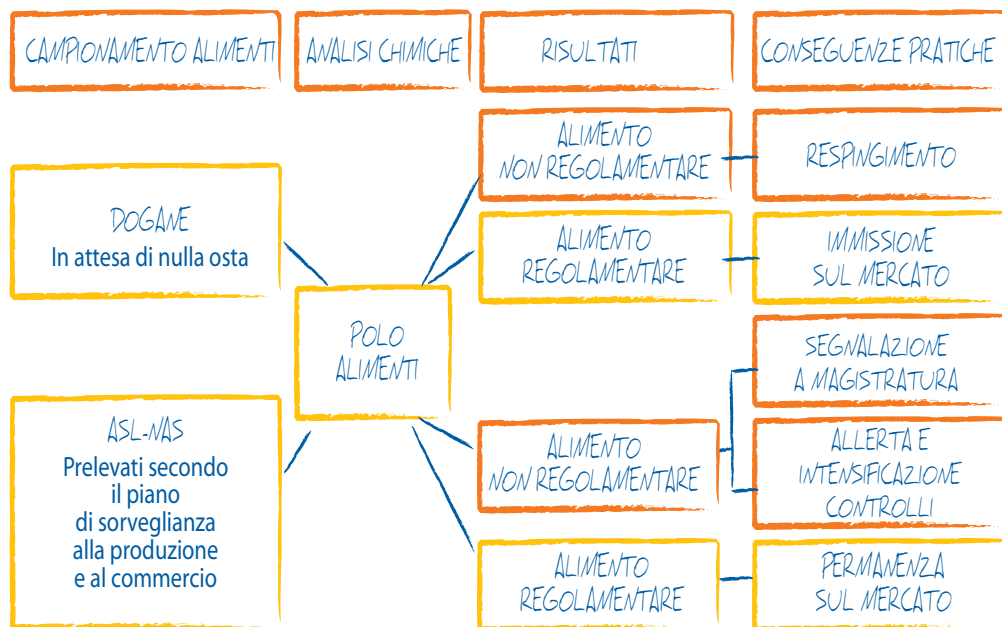 CAMPIONAMENTO ALIMENTI
ANALISI CHIMICHE
RISULTATI
CONSEGUENZE PRATICHE
DOGANE
In attesa di nulla osta
ASL-NAS
Prelevati secondo
il piano
di sorveglianza
alla produzione
e al commercio
POLO
ALIMENTI
ALIMENTO
NON REGOLAMENTARE
RESPINGIMENTO
ALIMENTO
REGOLAMENTARE
IMMISSIONE
SUL MERCATO
ALIMENTO
NON REGOLAMENTARE
SEGNALAZIONE
A MAGISTRATURA
ALLERTA E
INTENSIFICAZIONE
CONTROLLI
ALIMENTO
REGOLAMENTARE
PERMANENZA
SUL MERCATO